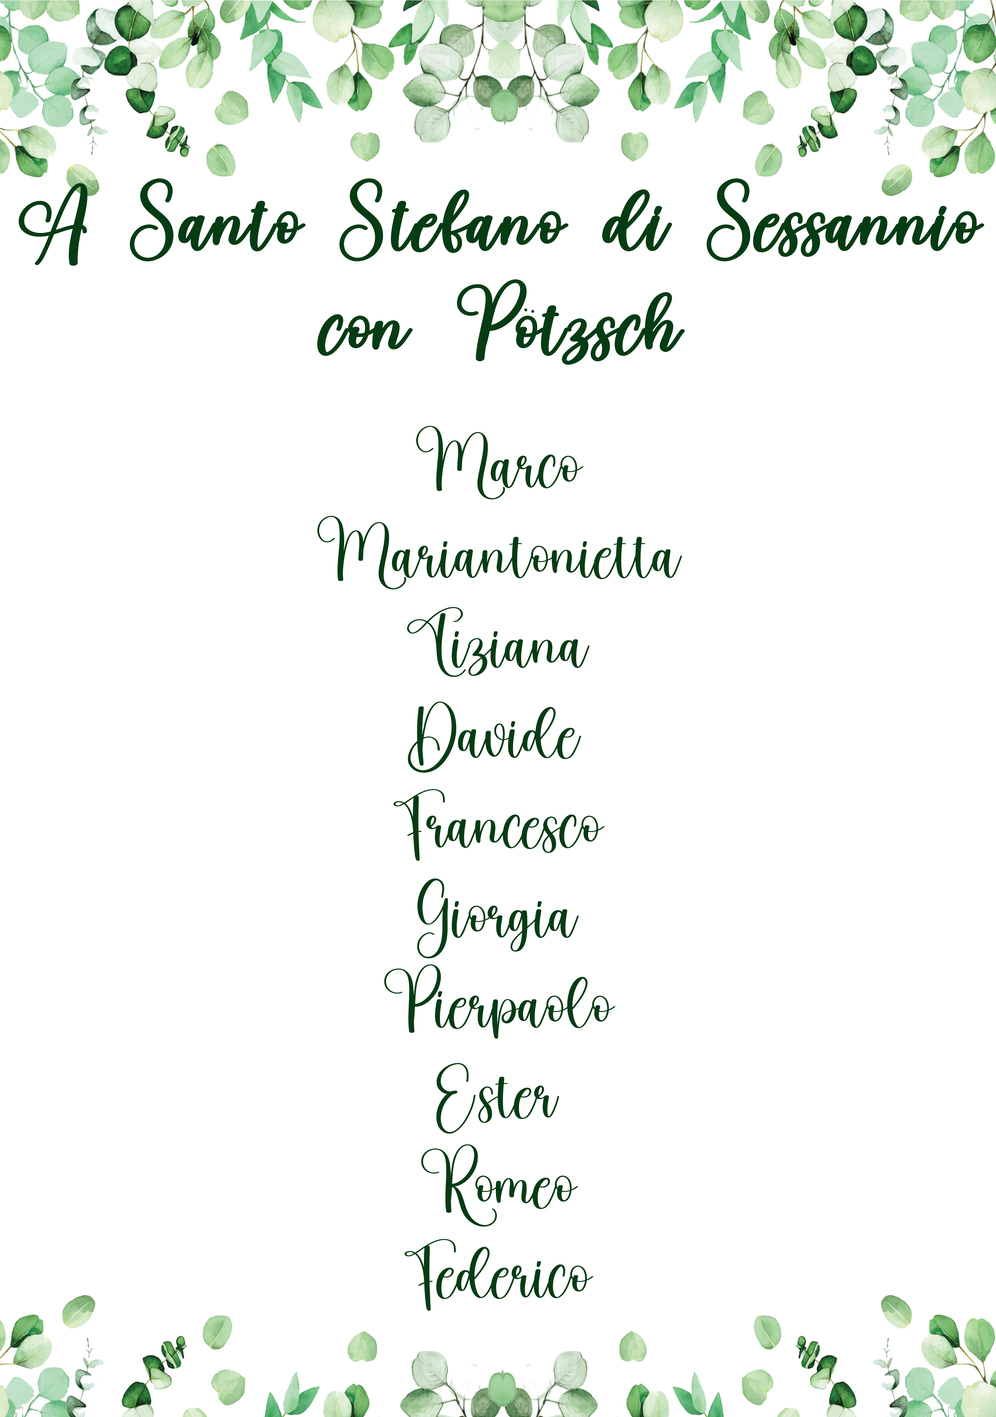 A Santo Stefano di Sessannio
con Pötzsch
Marco
Mariantonietta
Tiziana
Davide
Francesco
Giorgia
Pierpaolo
Ester
Romeo
Federico